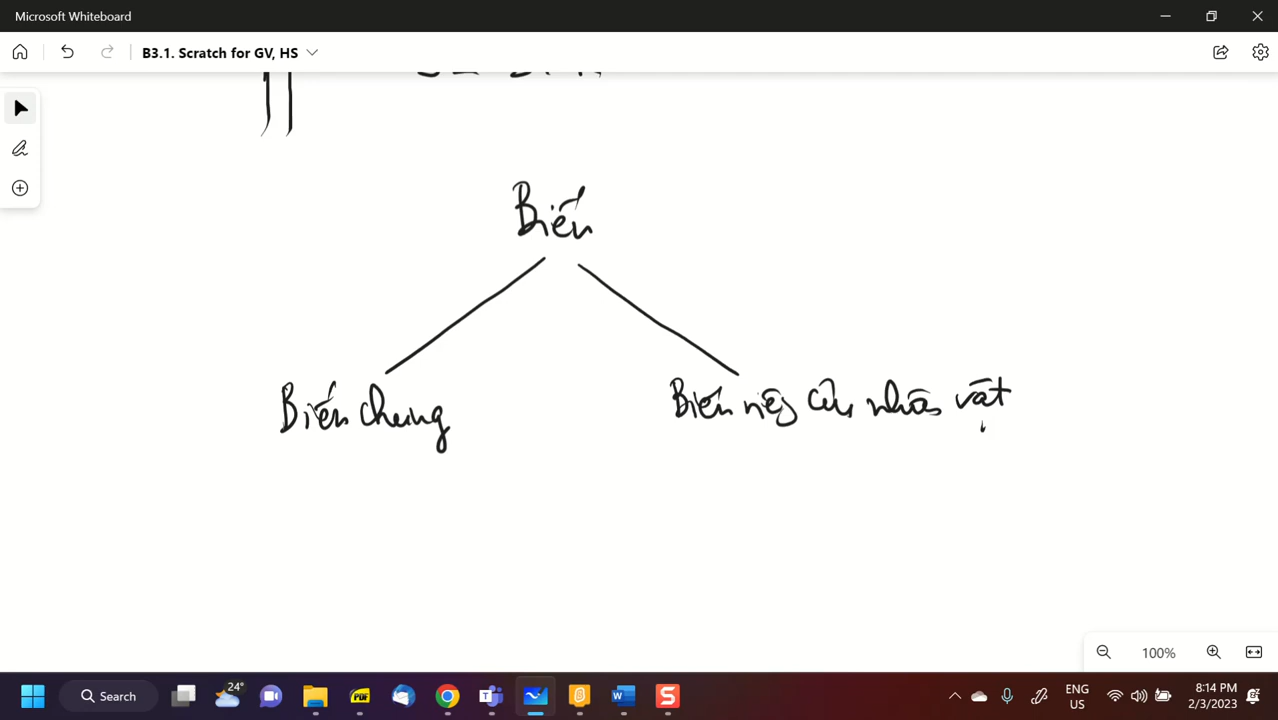 Microsoft Whiteboard
B3.1. Scratch for GV, HS
Biến
Biến chung
Biến riêng của nhân vật
100%
Search
24°
PDF
ENG
US
8:14 PM
2/3/2023